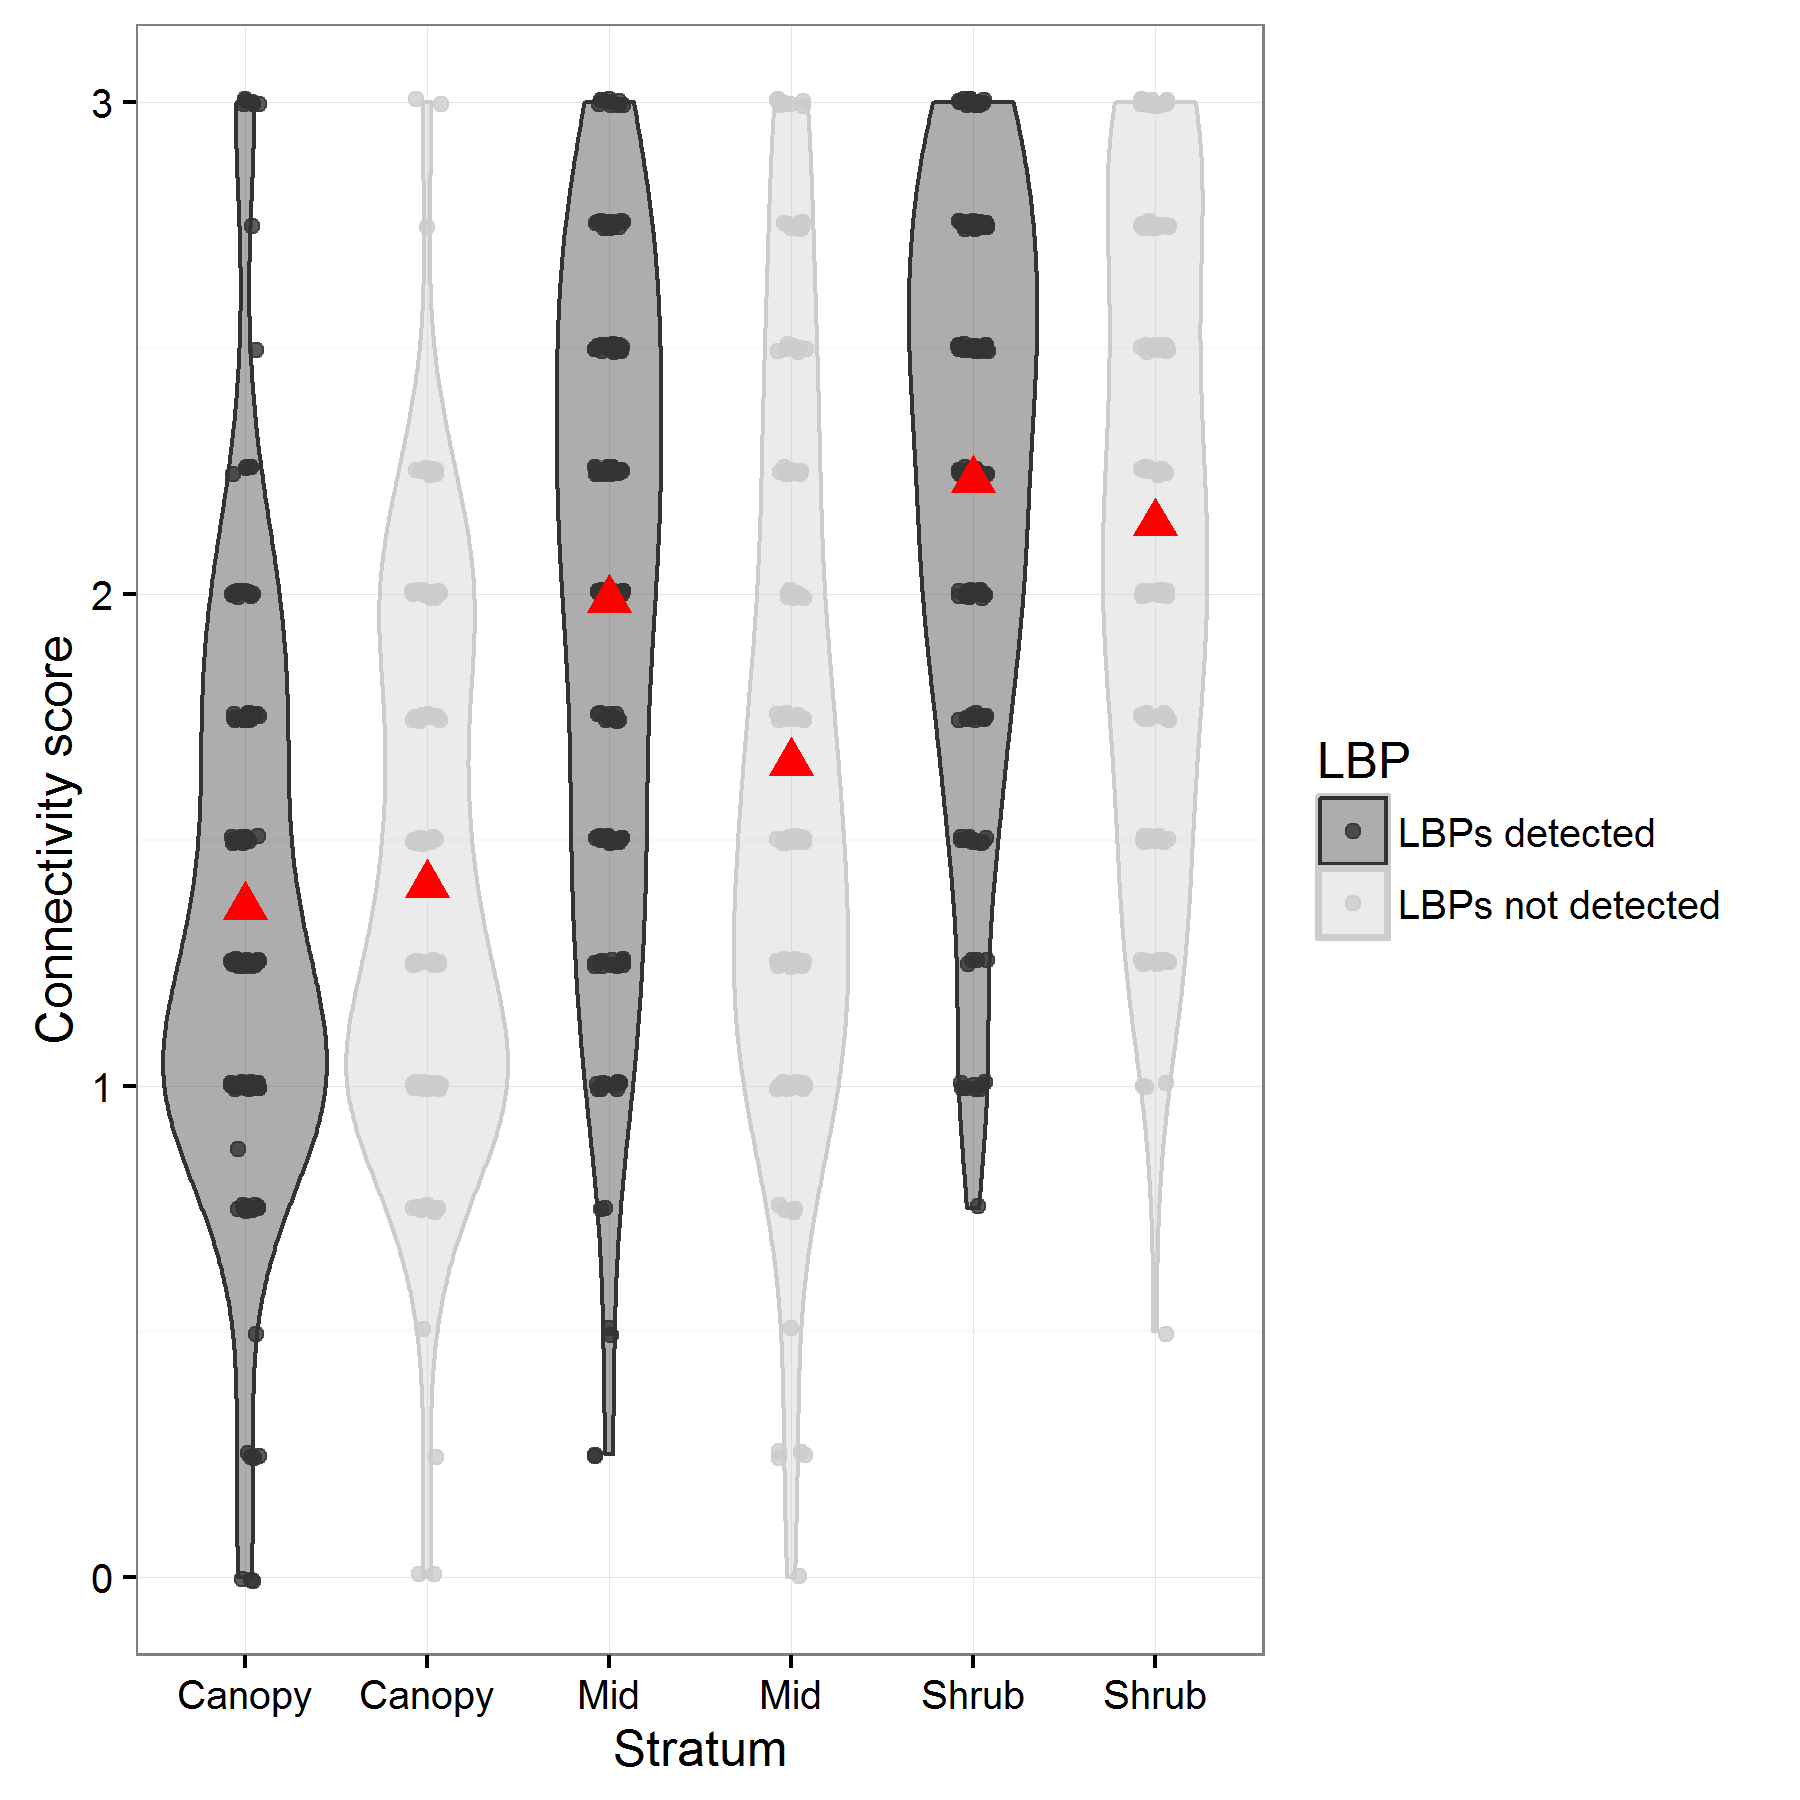 Connectivity score
3
2
1
0
Canopy Canopy Mid Mid Shrub Shrub
Stratum
LBP
LBPs detected
LBPs not detected